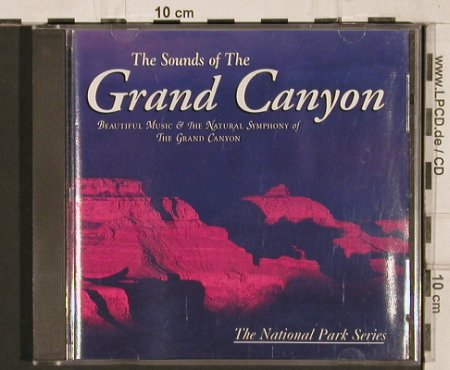 10 cm
The Sounds of The
Grand Canyon
Beautiful Music & The Natural Symphony of
The Grand Canyon
The National Park Series
www.LPCD.de / CD
10 cm